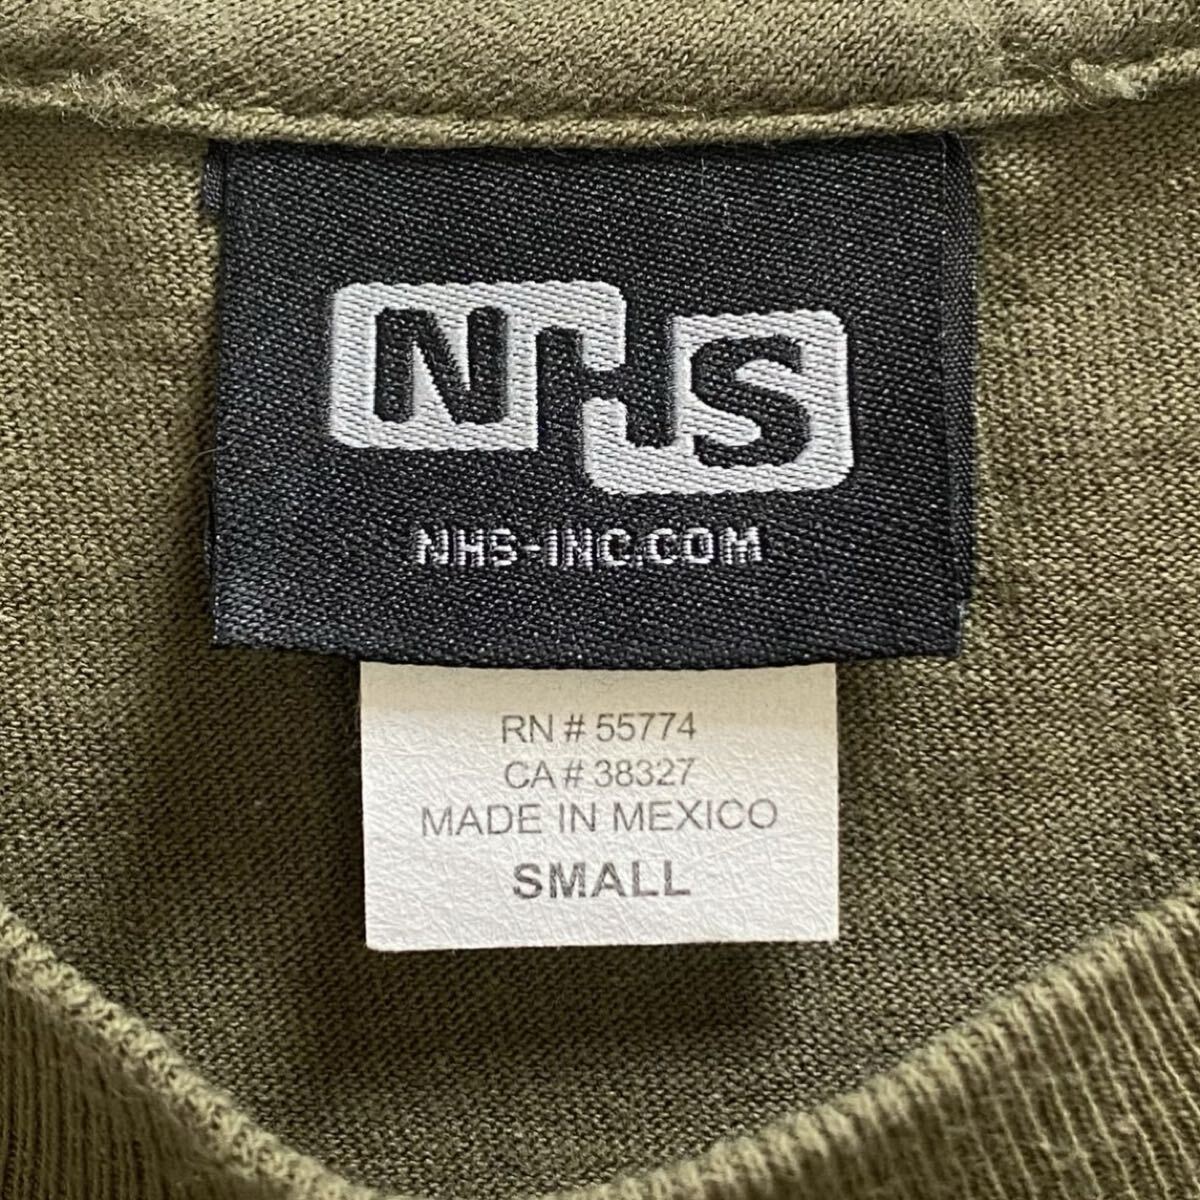 NHS
NHS-INC.COM
RN # 55774
CA # 38327
MADE IN MEXICO
SMALL